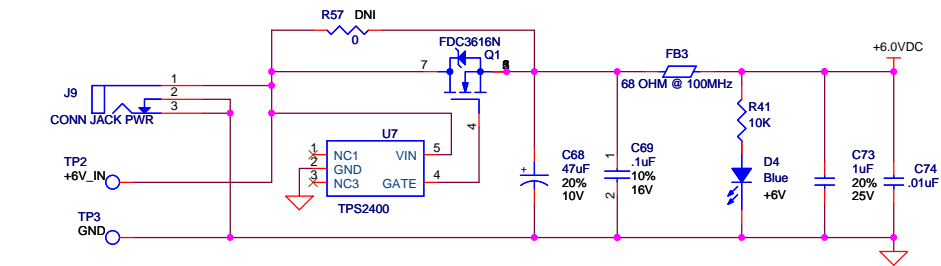 R57 DNI
0
FDC3616N
Q1
7
4
FB3
68 OHM @ 100MHz
+6.0VDC
J9
CONN JACK PWR
1
2
3
TP2
+6V_IN
TP3
GND
U7
1 NC1 VIN 5
2 GND
3 NC3 GATE 4
TPS2400
C68
47uF
20%
10V
1
C69
.1uF
10%
16V
2
R41
10K
D4
Blue
+6V
C73
1uF
20%
25V
C74
.01uF